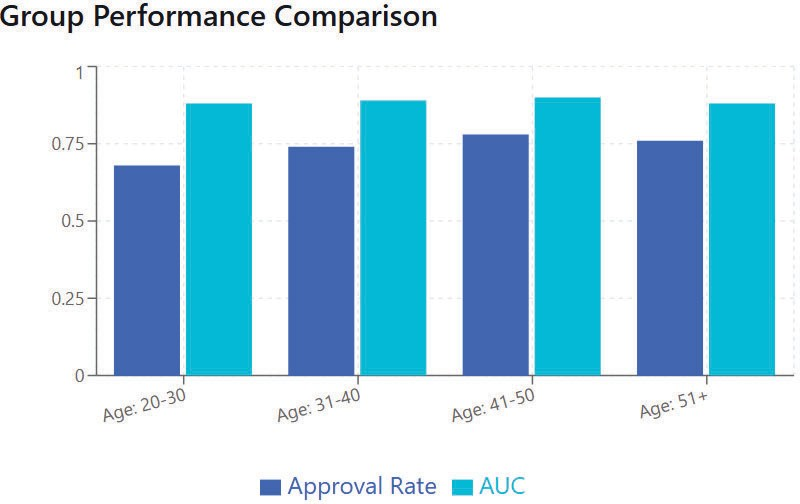 Group Performance Comparison
1
0.75
0.5
0.25
0
Age: 20-30 Age: 31-40 Age: 41-50 Age: 51+
Approval Rate AUC